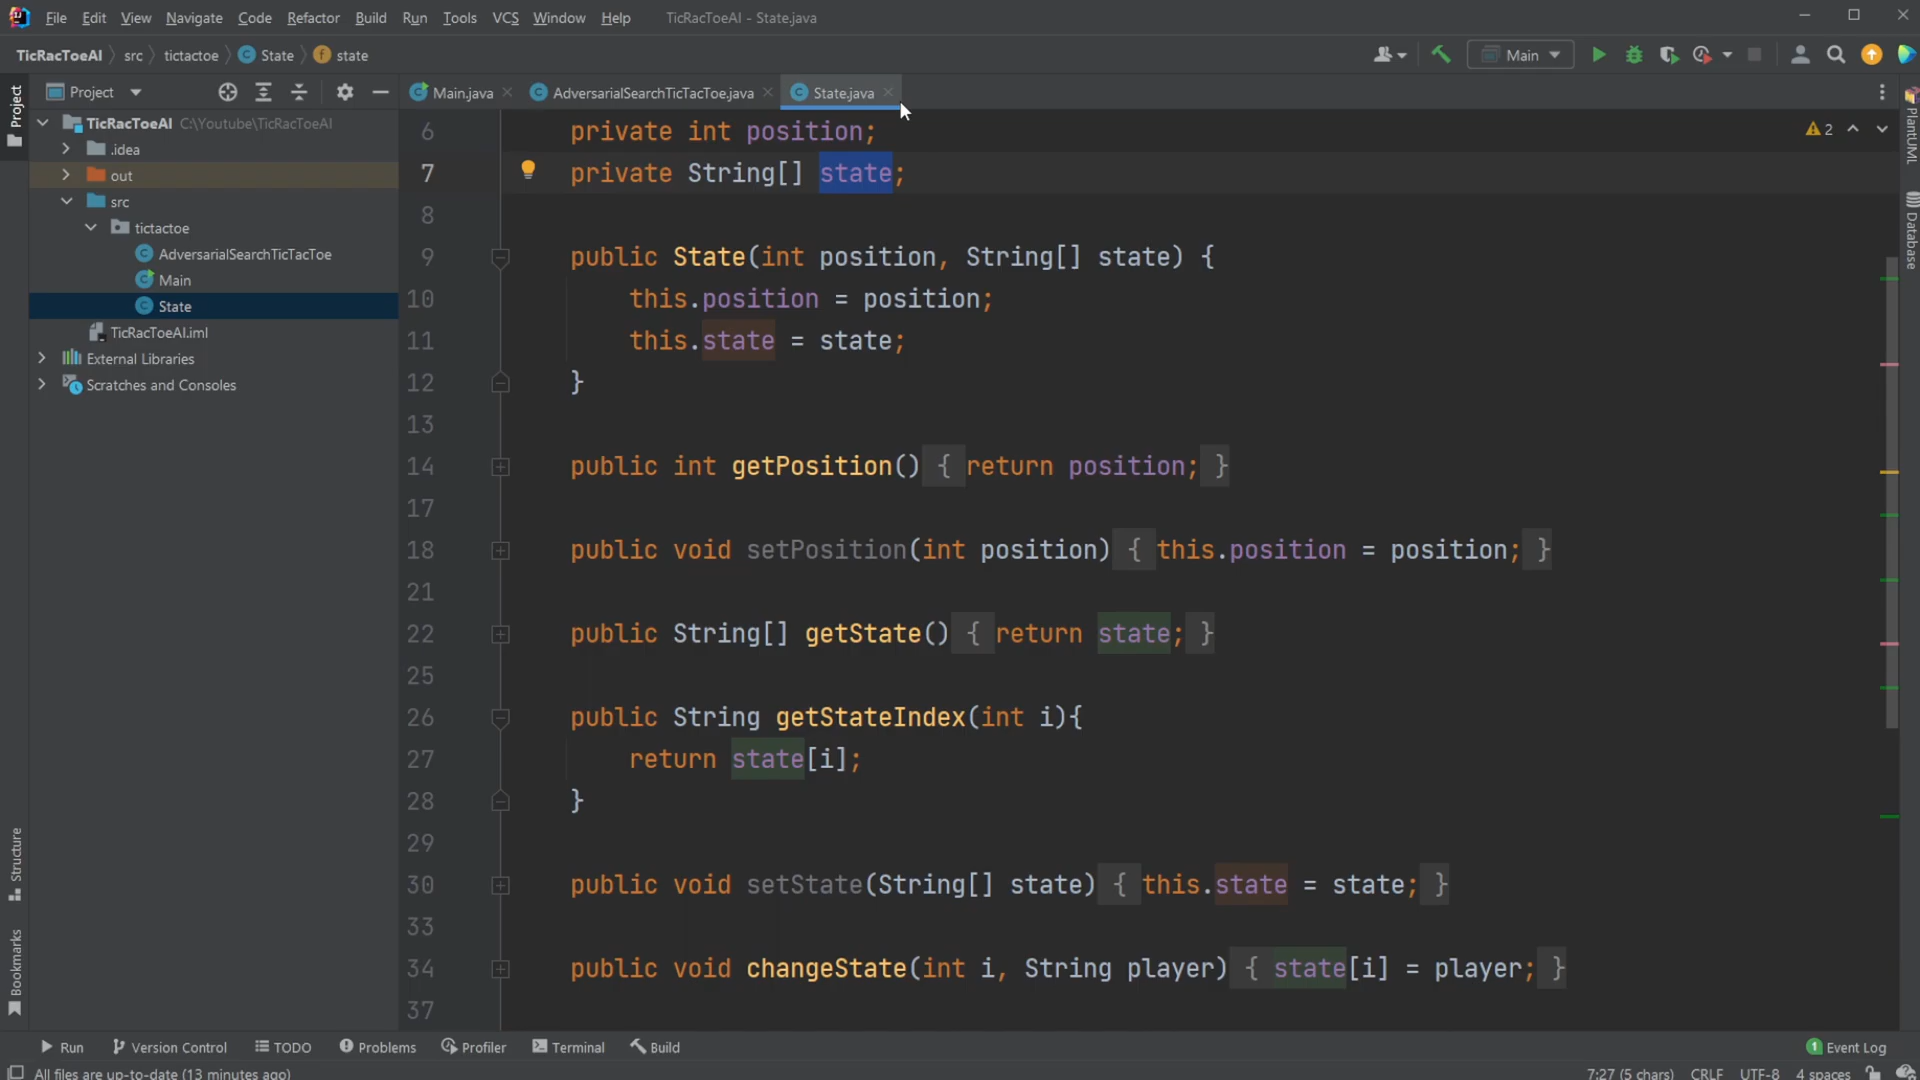 File Edit View Navigate Code Refactor Build Run Tools VCS Window Help TicRacToeAI - State.java
TicRacToeAI src tictactoe State state Main
Project Main.java AdversarialSearchTicTacToe.java State.java
Project
TicRacToeAI C:\Youtube\TicRacToeAI
.idea
out
src
tictactoe
AdversarialSearchTicTacToe
Main
State
TicRacToeAI.iml
External Libraries
Scratches and Consoles
6 private int position;
7 private String[] state;
8
9 public State(int position, String[] state) {
10 this.position = position;
11 this.state = state;
12 }
13
14 public int getPosition() { return position; }
17
18 public void setPosition(int position) { this.position = position; }
21
22 public String[] getState() { return state; }
25
26 public String getStateIndex(int i){
27 return state[i];
28 }
29
30 public void setState(String[] state) { this.state = state; }
33
34 public void changeState(int i, String player) { state[i] = player; }
37
2
PlantUML
Database
Structure
Bookmarks
Run Version Control TODO Problems Profiler Terminal Build 1 Event Log
All files are up-to-date (13 minutes ago) 7:27 (5 chars) CRLF UTF-8 4 spaces